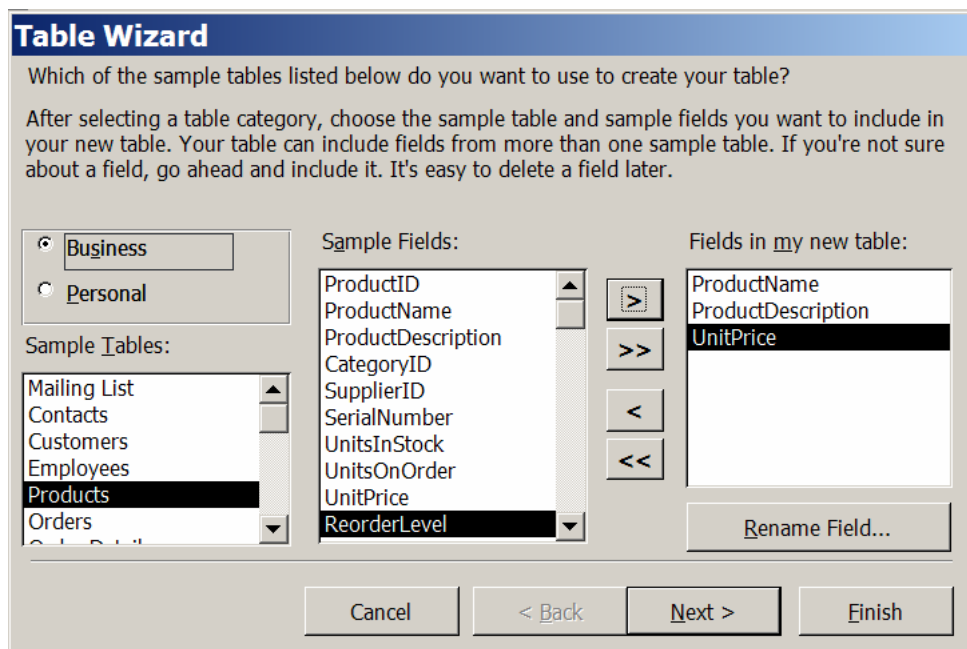 Table Wizard
Which of the sample tables listed below do you want to use to create your table?
After selecting a table category, choose the sample table and sample fields you want to include in
your new table. Your table can include fields from more than one sample table. If you're not sure
about a field, go ahead and include it. It's easy to delete a field later.
Business
Personal
Sample Tables:
Mailing List
Contacts
Customers
Employees
Products
Orders
Sample Fields:
ProductID
ProductName
ProductDescription
CategoryID
SupplierID
SerialNumber
UnitsInStock
UnitsOnOrder
UnitPrice
ReorderLevel
>
>>
<
<<
Fields in my new table:
ProductName
ProductDescription
UnitPrice
Rename Field...
Cancel
< Back
Next >
Finish